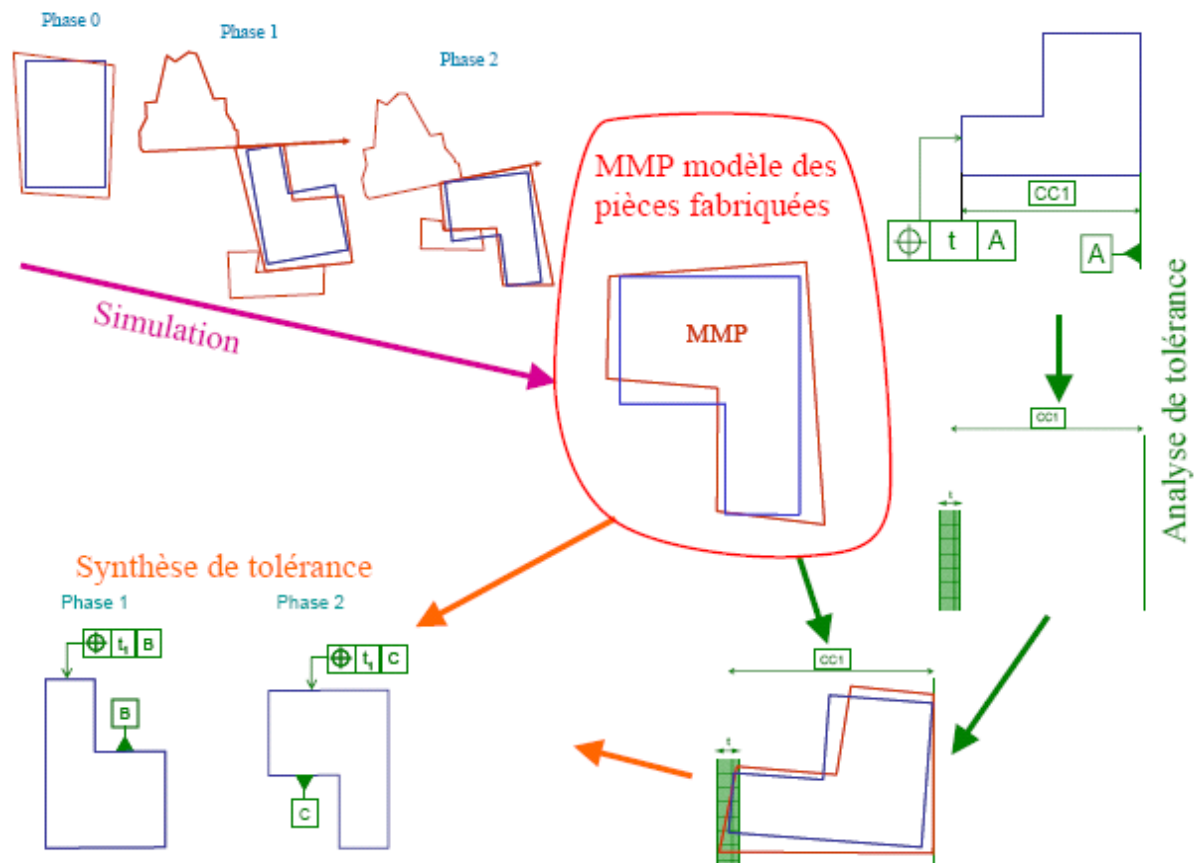 Phase 0
Phase 1
Phase 2
MMP modèle des
pièces fabriquées
MMP
Simulation
CC1
t A
A
CC1
t
Analyse de tolérance
Synthèse de tolérance
Phase 1
Phase 2
t₁ B
B
t₁ C
C
CC1
t